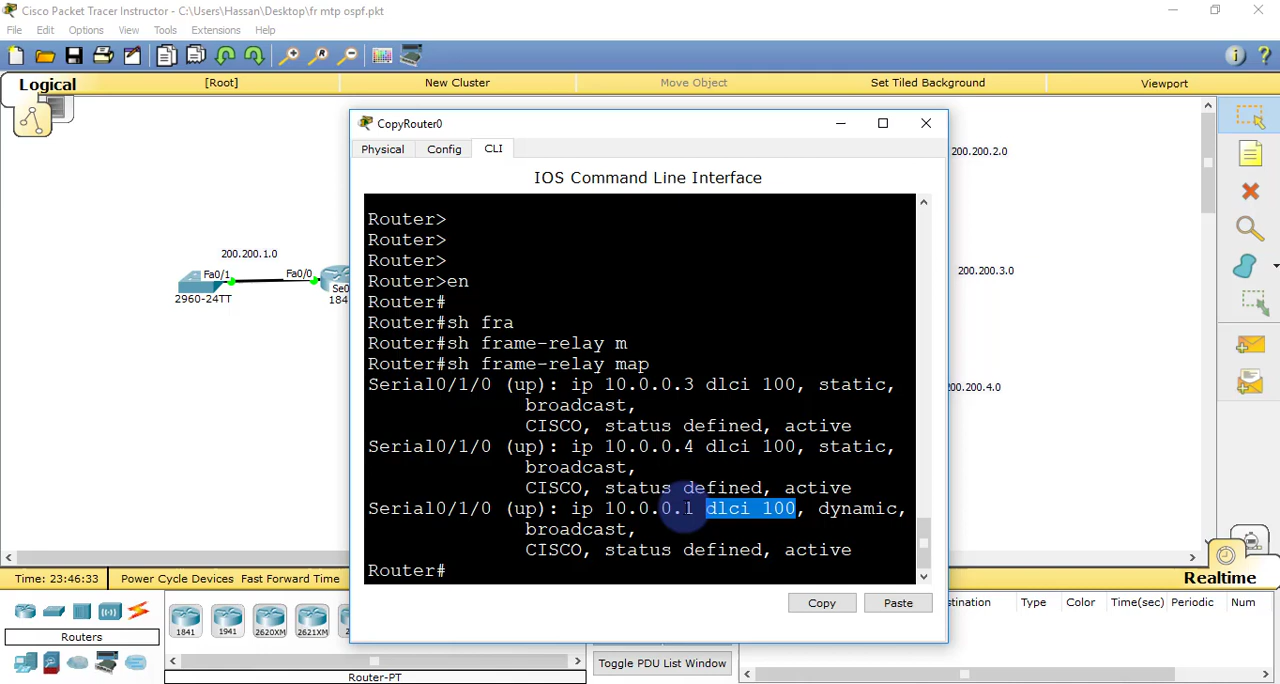 Cisco Packet Tracer Instructor - C:\Users\Hassan\Desktop\fr mtp ospf.pkt
File Edit Options View Tools Extensions Help
Logical [Root] New Cluster Move Object Set Tiled Background Viewport
CopyRouter0
Physical Config CLI
IOS Command Line Interface
Router>
Router>
Router>
Router>en
Router#
Router#sh fra
Router#sh frame-relay m
Router#sh frame-relay map
Serial0/1/0 (up): ip 10.0.0.3 dlci 100, static,
broadcast,
CISCO, status defined, active
Serial0/1/0 (up): ip 10.0.0.4 dlci 100, static,
broadcast,
CISCO, status defined, active
Serial0/1/0 (up): ip 10.0.0.1 dlci 100, dynamic,
broadcast,
CISCO, status defined, active
Router#
Copy Paste
200.200.1.0
Fa0/1 Fa0/0
Se0
2960-24TT 184
200.200.2.0
200.200.3.0
200.200.4.0
Time: 23:46:33 Power Cycle Devices Fast Forward Time
Realtime
Routers
1841 1941 2620XM 2621XM 2
Router-PT
Toggle PDU List Window
stination Type Color Time(sec) Periodic Num